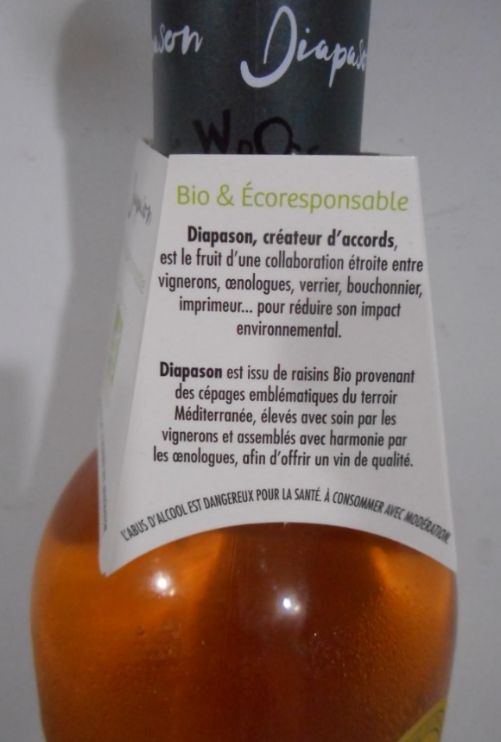 Diapason
Bio & Écoresponsable
Diapason, créateur d'accords,
est le fruit d'une collaboration étroite entre
vignerons, œnologues, verrier, bouchonnier,
imprimeur... pour réduire son impact
environnemental.
Diapason est issu de raisins Bio provenant
des cépages emblématiques du terroir
Méditerranée, élevés avec soin par les
vignerons et assemblés avec harmonie par
les œnologues, afin d'offrir un vin de qualité.
L'ABUS D'ALCOOL EST DANGEREUX POUR LA SANTÉ. À CONSOMMER AVEC MODÉRATION.